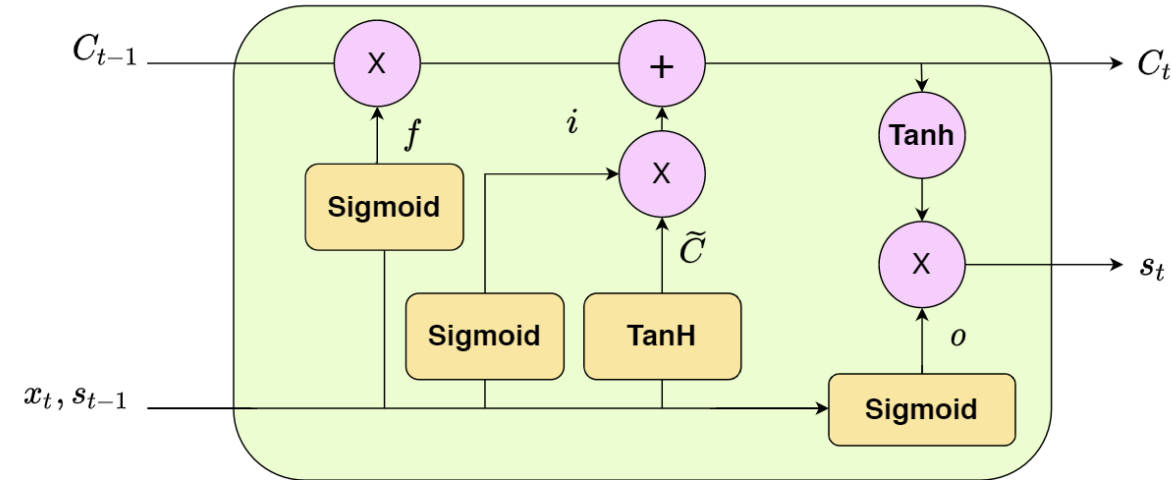 C_{t-1}
X
+
C_t
f
i
Tanh
X
Sigmoid
C̃
X
s_t
Sigmoid
TanH
o
x_t, s_{t-1}
Sigmoid